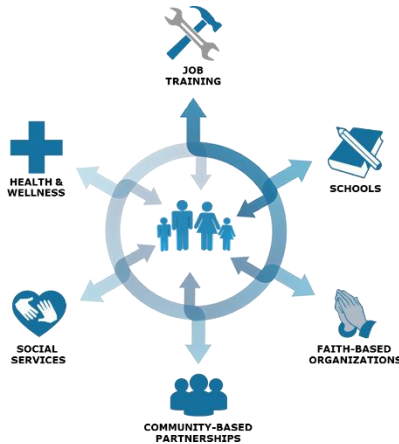 JOB
TRAINING
HEALTH &
WELLNESS
SCHOOLS
SOCIAL
SERVICES
FAITH-BASED
ORGANIZATIONS
COMMUNITY-BASED
PARTNERSHIPS